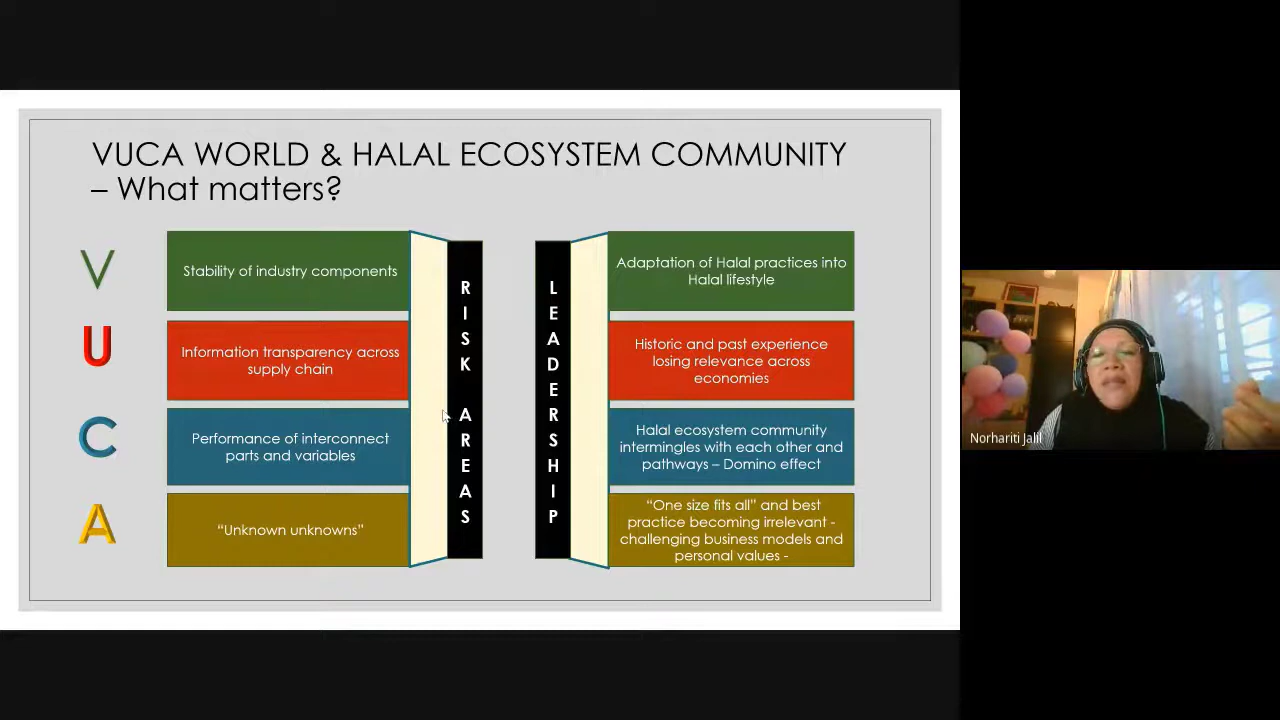 VUCA WORLD & HALAL ECOSYSTEM COMMUNITY
– What matters?
V
Stability of industry components
Adaptation of Halal practices into
Halal lifestyle
U
Information transparency across
supply chain
Historic and past experience
losing relevance across
economies
C
Performance of interconnect
parts and variables
Halal ecosystem community
intermingles with each other and
pathways – Domino effect
A
“Unknown unknowns”
“One size fits all” and best
practice becoming irrelevant -
challenging business models and
personal values -
RISK AREAS
LEADERSHIP
Norhariti Jalil